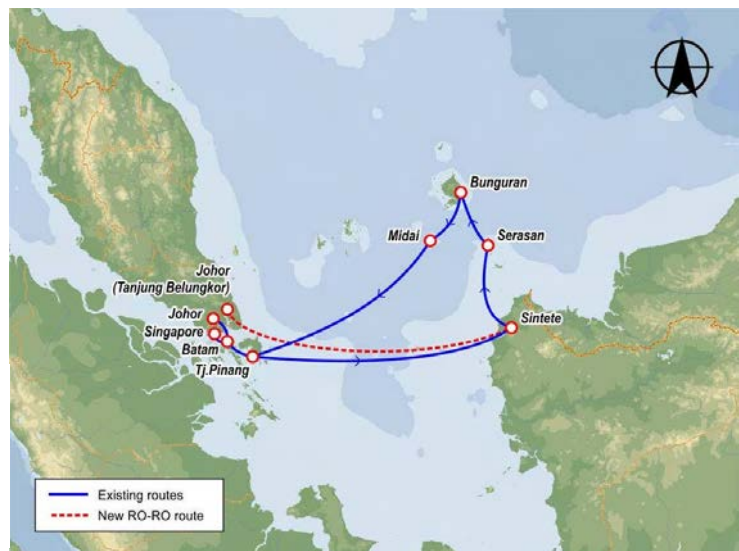 Bunguran
Midai
Serasan
Johor
(Tanjung Belungkor)
Johor
Singapore
Batam
Tj.Pinang
Sintete
Existing routes
New RO-RO route